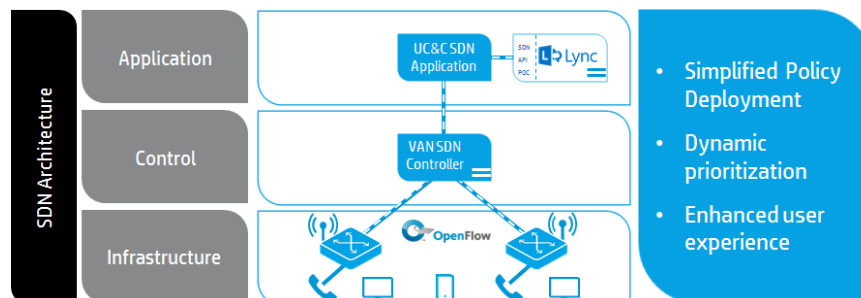 SDN Architecture
Application
UC&C SDN
Application
SDN
API
POC
Lync
Control
VAN SDN
Controller
Infrastructure
OpenFlow
• Simplified Policy
Deployment
• Dynamic
prioritization
• Enhanced user
experience